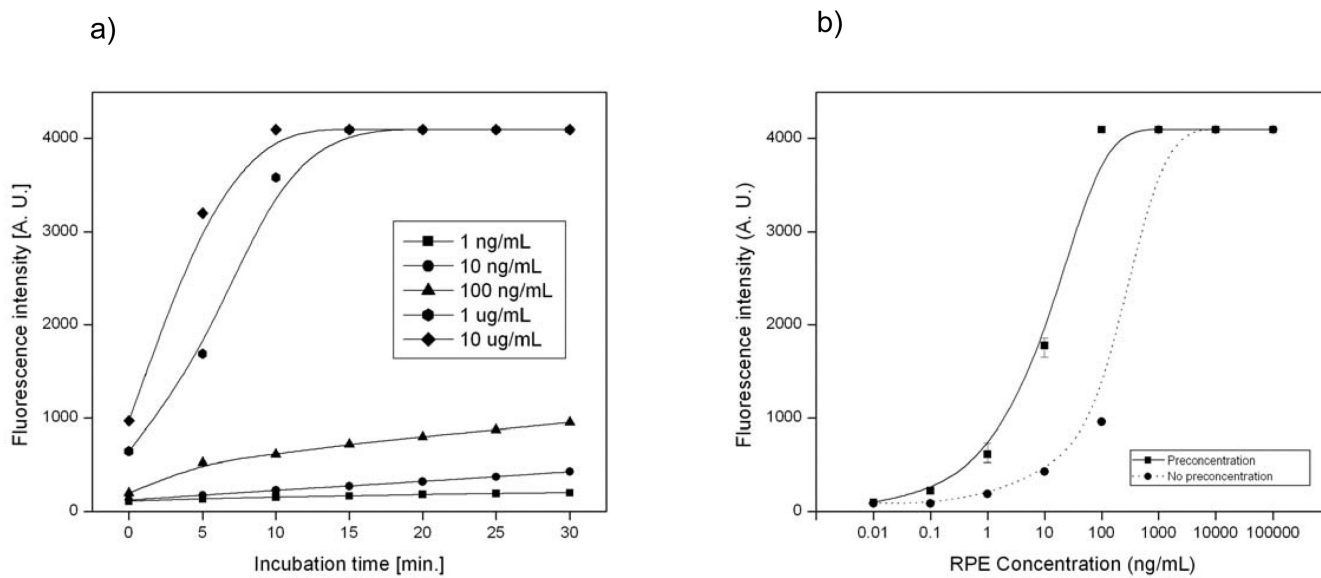 a)
Fluorescence intensity [A. U.]
4000
3000
2000
1000
0
1 ng/mL
10 ng/mL
100 ng/mL
1 ug/mL
10 ug/mL
0 5 10 15 20 25 30
Incubation time [min.]
b)
Fluorescence intensity (A. U.)
4000
3000
2000
1000
0
Preconcentration
No preconcentration
0.01 0.1 1 10 100 1000 10000 100000
RPE Concentration (ng/mL)